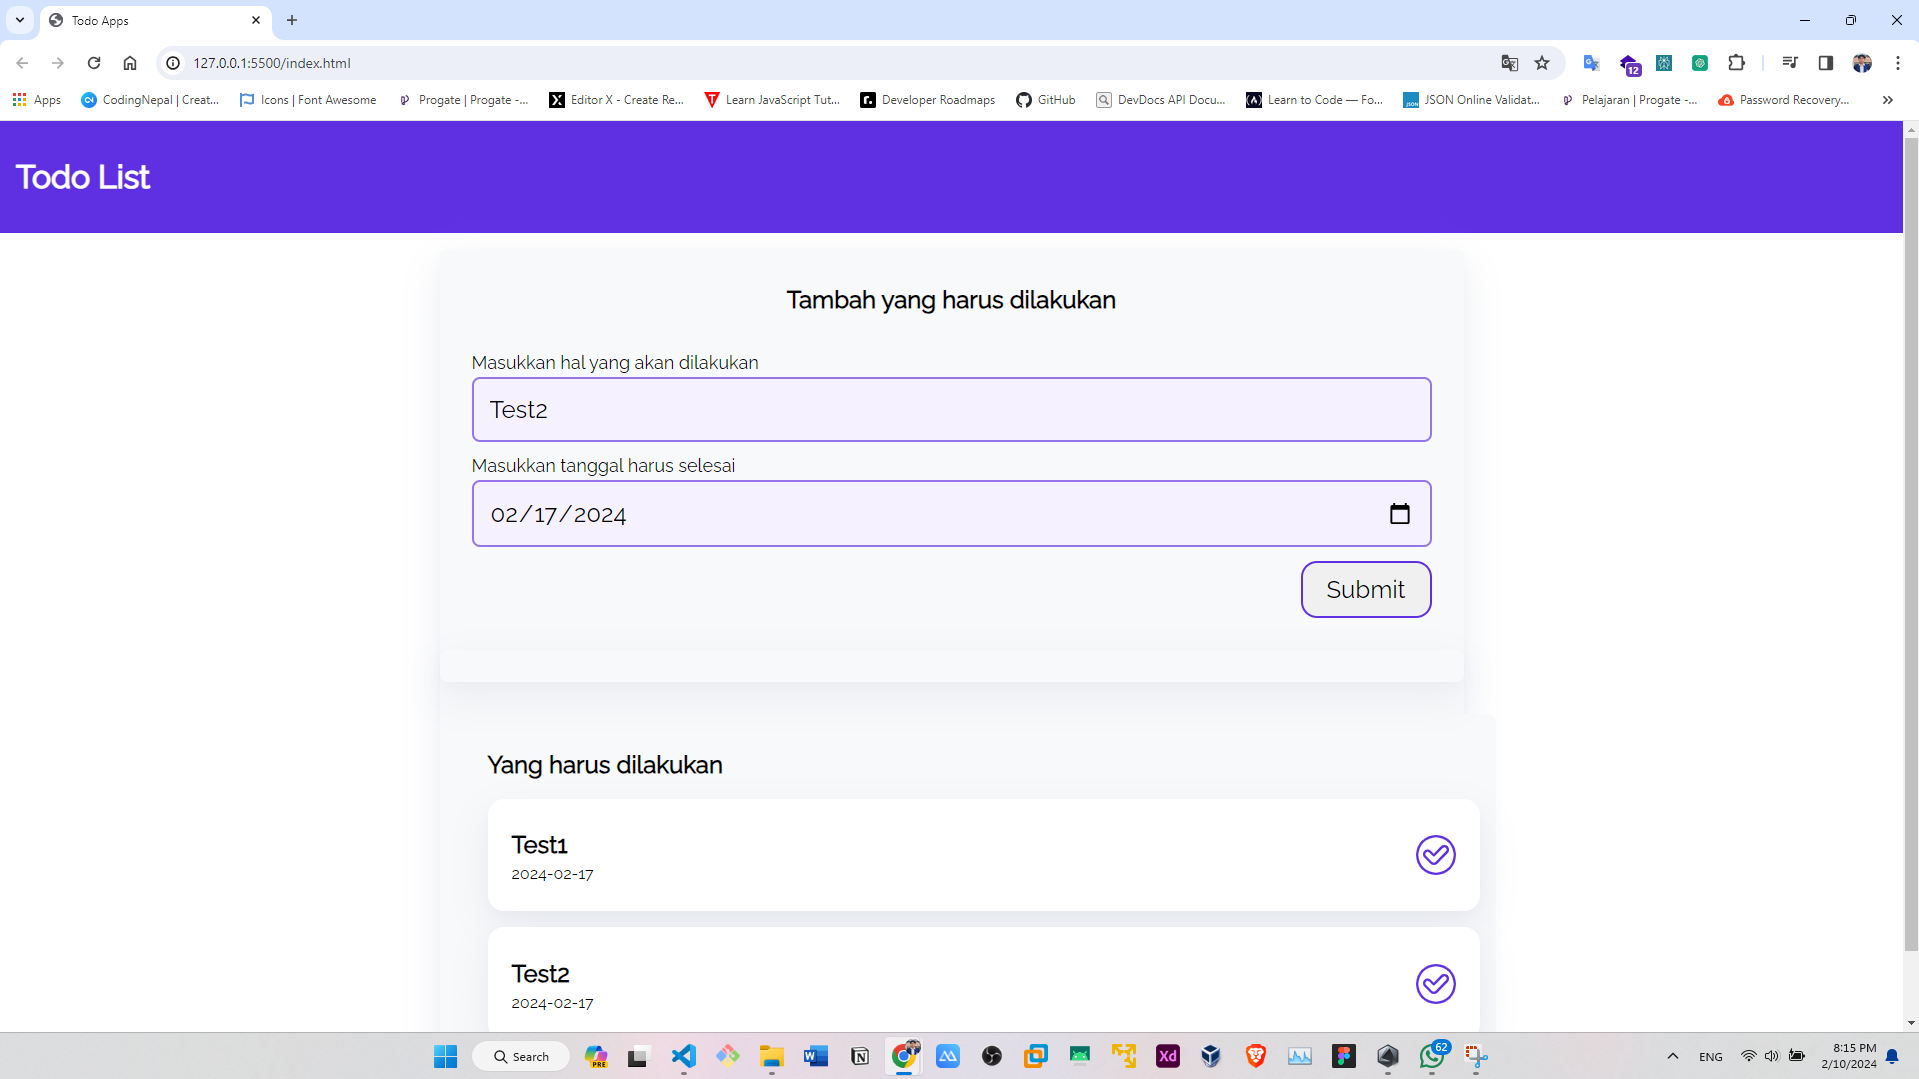 Todo Apps
127.0.0.1:5500/index.html
12
Apps
CodingNepal | Creat...
Icons | Font Awesome
Progate | Progate -...
Editor X - Create Re...
Learn JavaScript Tut...
Developer Roadmaps
GitHub
DevDocs API Docu...
Learn to Code — Fo...
JSON Online Validat...
Pelajaran | Progate -...
Password Recovery...
Todo List
Tambah yang harus dilakukan
Masukkan hal yang akan dilakukan
Test2
Masukkan tanggal harus selesai
02/17/2024
Submit
Yang harus dilakukan
Test1
2024-02-17
Test2
2024-02-17
Search
PRE
Xd
62
ENG
8:15 PM
2/10/2024